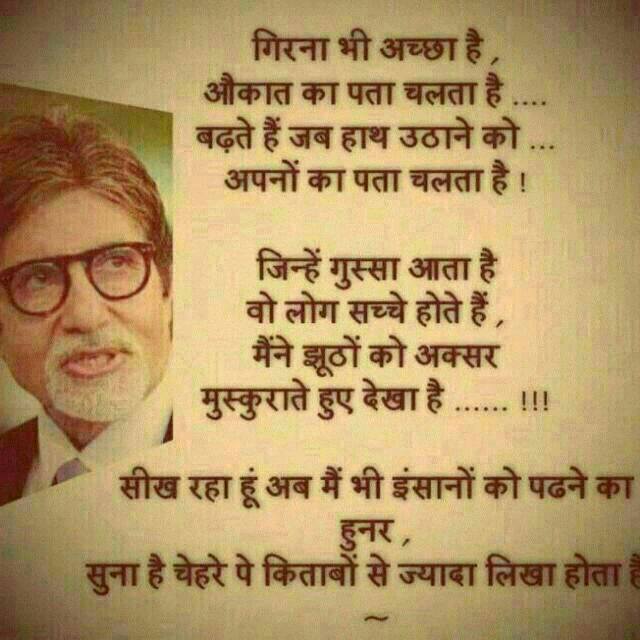 गिरना भी अच्छा है ,
औकात का पता चलता है ....
बढ़ते हैं जब हाथ उठाने को ...
अपनों का पता चलता है !
जिन्हें गुस्सा आता है
वो लोग सच्चे होते हैं ,
मैंने झूठों को अक्सर
मुस्कुराते हुए देखा है ...... !!!
सीख रहा हूं अब मैं भी इंसानों को पढने का
हुनर ,
सुना है चेहरे पे किताबों से ज्यादा लिखा होता है
~